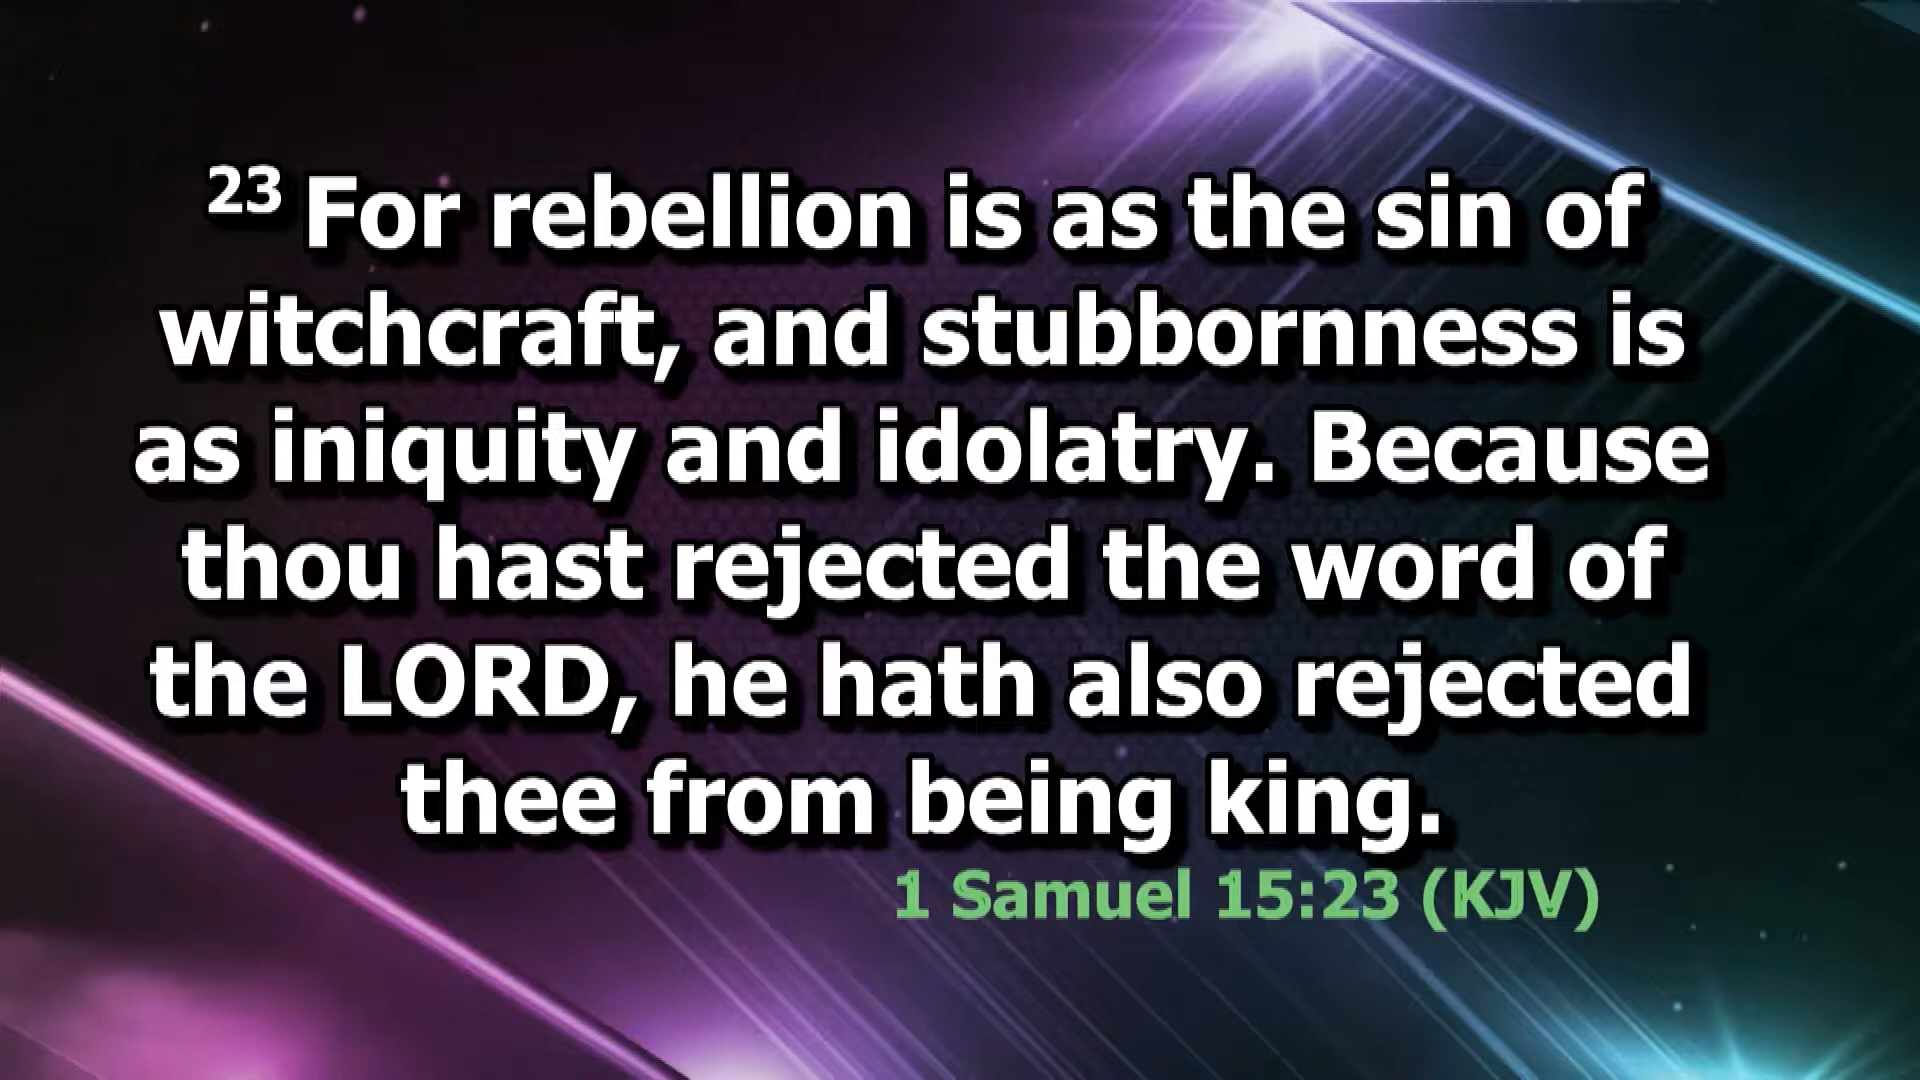 23 For rebellion is as the sin of
witchcraft, and stubbornness is
as iniquity and idolatry. Because
thou hast rejected the word of
the LORD, he hath also rejected
thee from being king.
1 Samuel 15:23 (KJV)